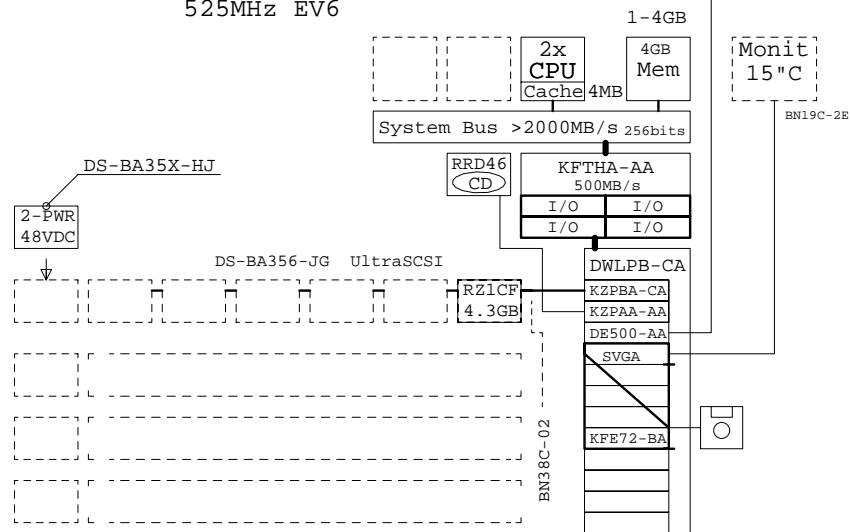 525MHz EV6
1-4GB
2x
CPU
Cache 4MB
4GB
Mem
Monit
15"C
BN19C-2E
System Bus >2000MB/s 256bits
DS-BA35X-HJ
RRD46
CD
KFTHA-AA
500MB/s
I/O I/O
I/O I/O
2-PWR
48VDC
DS-BA356-JG UltraSCSI
DWLPB-CA
RZ1CF
4.3GB
KZPBA-CA
KZPAA-AA
DE500-AA
SVGA
KFE72-BA
BN38C-02